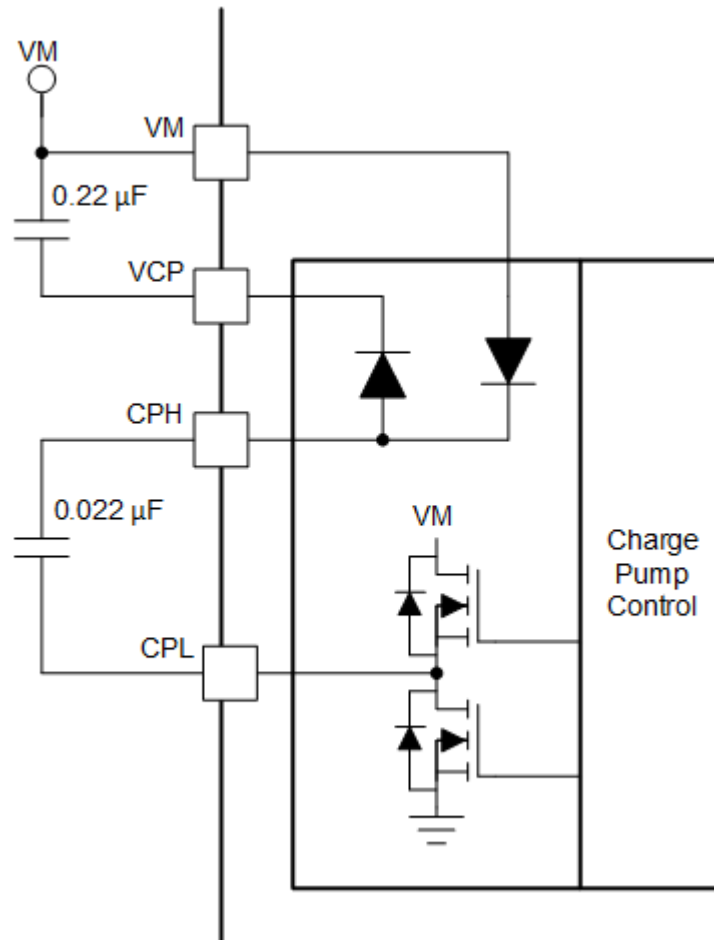 VM
VM
0.22 µF
VCP
CPH
0.022 µF
VM
Charge
Pump
Control
CPL